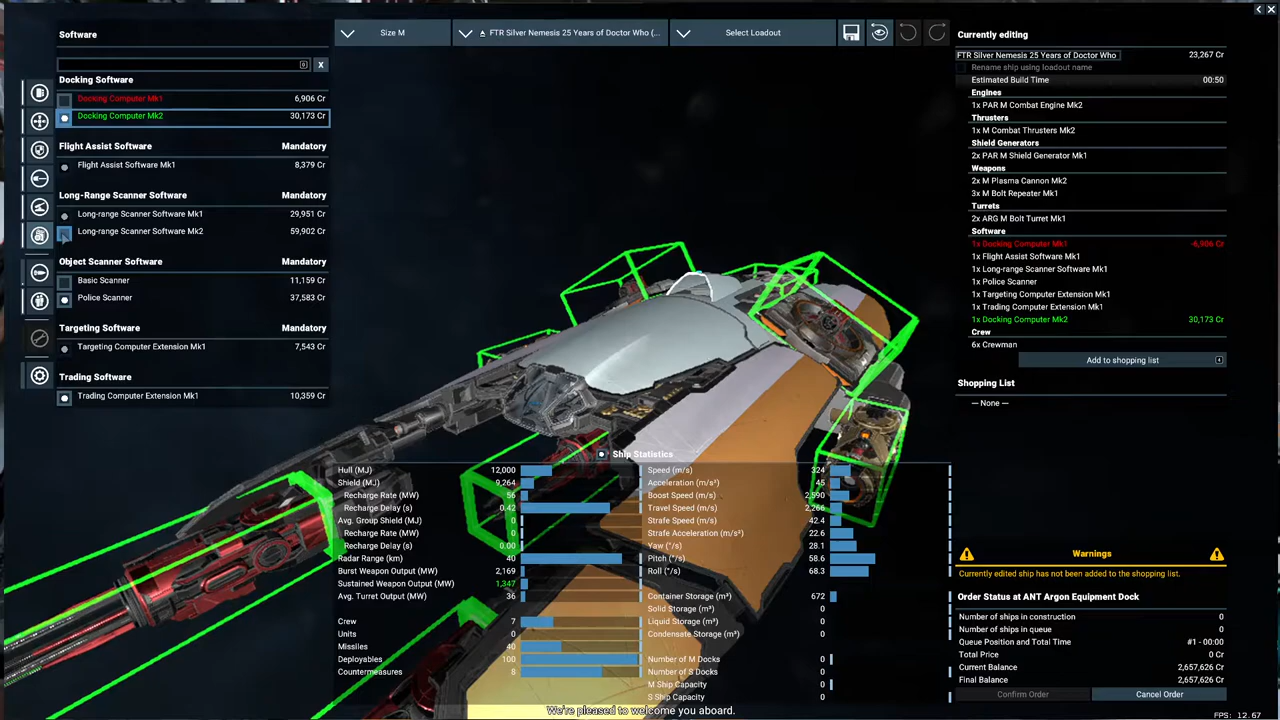 Software
Size M
FTR Silver Nemesis 25 Years of Doctor Who (...
Select Loadout
X
Docking Software
Docking Computer Mk1 6,906 Cr
Docking Computer Mk2 30,173 Cr
Flight Assist Software Mandatory
Flight Assist Software Mk1 8,379 Cr
Long-Range Scanner Software Mandatory
Long-range Scanner Software Mk1 29,951 Cr
Long-range Scanner Software Mk2 59,902 Cr
Object Scanner Software Mandatory
Basic Scanner 11,159 Cr
Police Scanner 37,583 Cr
Targeting Software Mandatory
Targeting Computer Extension Mk1 7,543 Cr
Trading Software
Trading Computer Extension Mk1 10,359 Cr
Ship Statistics
Hull (MJ) 12,000
Shield (MJ) 9,264
Recharge Rate (MW) 56
Recharge Delay (s) 0.42
Avg. Group Shield (MJ) 0
Recharge Rate (MW) 0
Recharge Delay (s) 0.00
Radar Range (km) 40
Burst Weapon Output (MW) 2,169
Sustained Weapon Output (MW) 1,347
Avg. Turret Output (MW) 36
Crew 7
Units 0
Missiles 40
Deployables 100
Countermeasures 8
Speed (m/s) 324
Acceleration (m/s²) 45
Boost Speed (m/s) 2,590
Travel Speed (m/s) 2,266
Strafe Speed (m/s) 42.4
Strafe Acceleration (m/s²) 22.6
Yaw (°/s) 28.1
Pitch (°/s) 58.6
Roll (°/s) 68.3
Container Storage (m³) 672
Solid Storage (m³) 0
Liquid Storage (m³) 0
Condensate Storage (m³) 0
Number of M Docks 0
Number of S Docks 0
M Ship Capacity 0
S Ship Capacity 0
We're pleased to welcome you aboard.
Currently editing
FTR Silver Nemesis 25 Years of Doctor Who 23,267 Cr
Rename ship using loadout name
Estimated Build Time 00:50
Engines
1x PAR M Combat Engine Mk2
Thrusters
1x M Combat Thrusters Mk2
Shield Generators
2x PAR M Shield Generator Mk1
Weapons
2x M Plasma Cannon Mk2
3x M Bolt Repeater Mk1
Turrets
2x ARG M Bolt Turret Mk1
Software
1x Docking Computer Mk1 -6,906 Cr
1x Flight Assist Software Mk1
1x Long-range Scanner Software Mk1
1x Police Scanner
1x Targeting Computer Extension Mk1
1x Trading Computer Extension Mk1
1x Docking Computer Mk2 30,173 Cr
Crew
6x Crewman
Add to shopping list
Shopping List
— None —
Warnings
Currently edited ship has not been added to the shopping list.
Order Status at ANT Argon Equipment Dock
Number of ships in construction 0
Number of ships in queue 0
Queue Position and Total Time #1 - 00:00
Total Price 0 Cr
Current Balance 2,657,626 Cr
Final Balance 2,657,626 Cr
Confirm Order
Cancel Order
FPS: 12.67